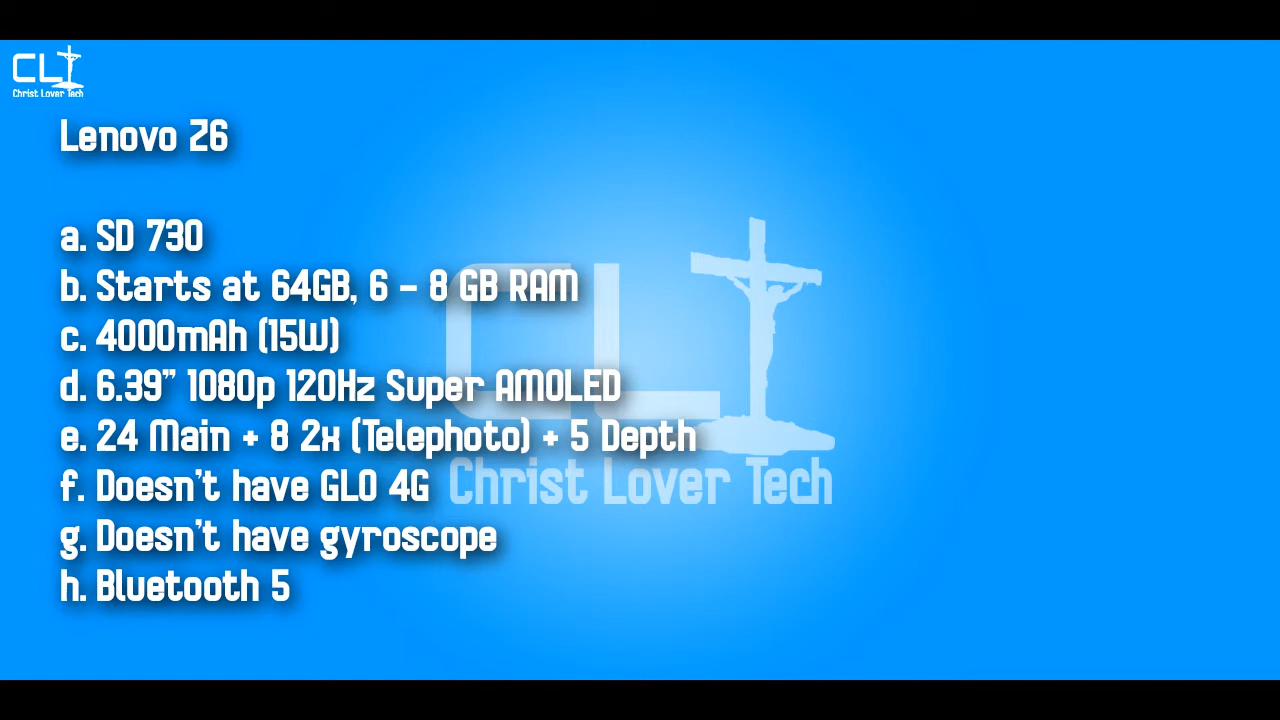 CLT
Christ Lover Tech
Lenovo Z6
a. SD 730
b. Starts at 64GB, 6 - 8 GB RAM
c. 4000mAh (15W)
d. 6.39" 1080p 120Hz Super AMOLED
e. 24 Main + 8 2x (Telephoto) + 5 Depth
f. Doesn't have GLO 4G
g. Doesn't have gyroscope
h. Bluetooth 5
CLT
Christ Lover Tech